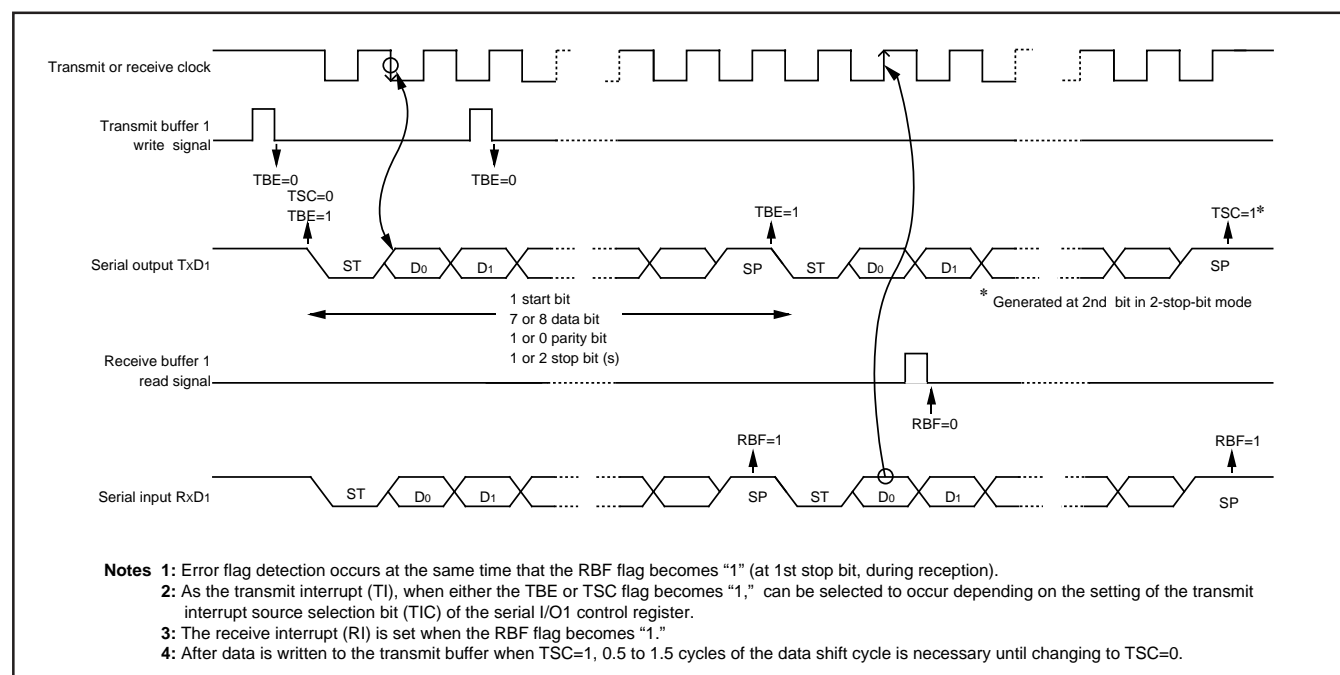 Transmit or receive clock
Transmit buffer 1
write signal
TBE=0
TSC=0
TBE=1
TBE=0
TBE=1
TSC=1*
Serial output TxD1
ST
D0
D1
SP
ST
D0
D1
SP
* Generated at 2nd bit in 2-stop-bit mode
1 start bit
7 or 8 data bit
1 or 0 parity bit
1 or 2 stop bit (s)
Receive buffer 1
read signal
RBF=0
RBF=1
RBF=1
Serial input RxD1
ST
D0
D1
SP
ST
D0
D1
SP
Notes 1: Error flag detection occurs at the same time that the RBF flag becomes “1” (at 1st stop bit, during reception).
2: As the transmit interrupt (TI), when either the TBE or TSC flag becomes “1,” can be selected to occur depending on the setting of the transmit
interrupt source selection bit (TIC) of the serial I/O1 control register.
3: The receive interrupt (RI) is set when the RBF flag becomes “1.”
4: After data is written to the transmit buffer when TSC=1, 0.5 to 1.5 cycles of the data shift cycle is necessary until changing to TSC=0.